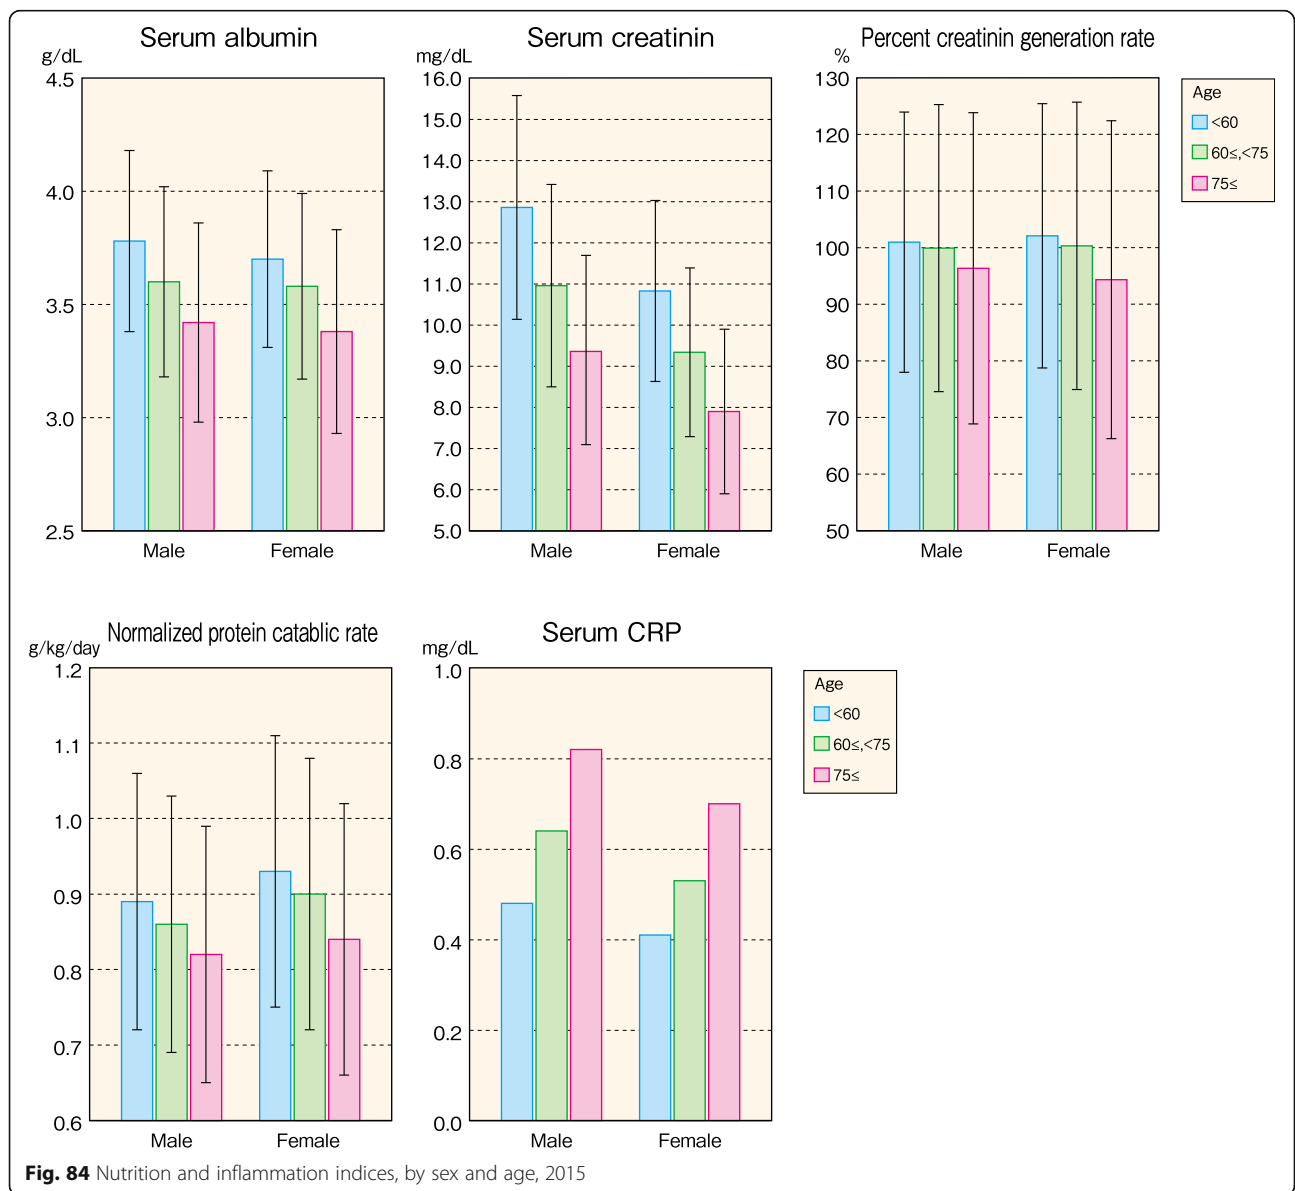 Serum albumin
g/dL
4.5
4.0
3.5
3.0
2.5
Male Female
Serum creatinin
mg/dL
16.0
15.0
14.0
13.0
12.0
11.0
10.0
9.0
8.0
7.0
6.0
5.0
Male Female
Percent creatinin generation rate
%
130
120
110
100
90
80
70
60
50
Male Female
Age
<60
60≤,<75
75≤
Normalized protein catablic rate
g/kg/day
1.2
1.1
1.0
0.9
0.8
0.7
0.6
Male Female
Serum CRP
mg/dL
1.0
0.8
0.6
0.4
0.2
0.0
Male Female
Age
<60
60≤,<75
75≤
Fig. 84 Nutrition and inflammation indices, by sex and age, 2015